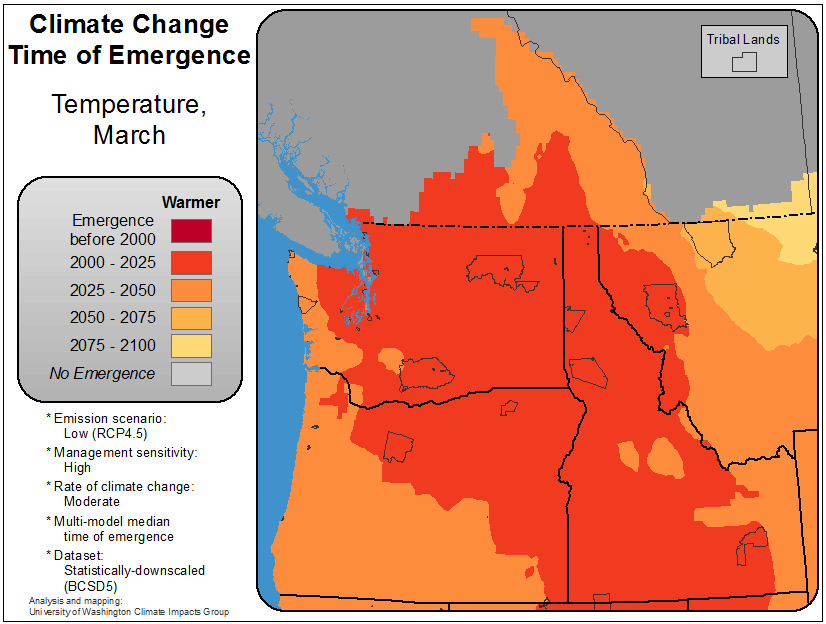 Climate Change
Time of Emergence
Temperature,
March
Warmer
Emergence
before 2000
2000 - 2025
2025 - 2050
2050 - 2075
2075 - 2100
No Emergence
* Emission scenario:
Low (RCP4.5)
* Management sensitivity:
High
* Rate of climate change:
Moderate
* Multi-model median
time of emergence
* Dataset:
Statistically-downscaled
(BCSD5)
Analysis and mapping:
University of Washington Climate Impacts Group
Tribal Lands